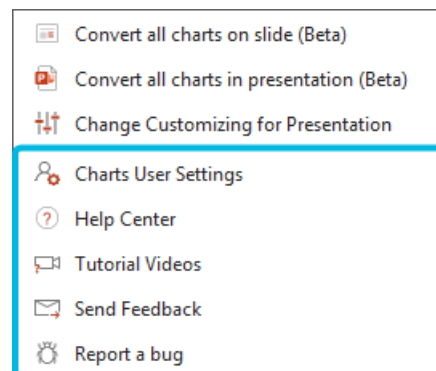 Convert all charts on slide (Beta)
Convert all charts in presentation (Beta)
Change Customizing for Presentation
Charts User Settings
Help Center
Tutorial Videos
Send Feedback
Report a bug